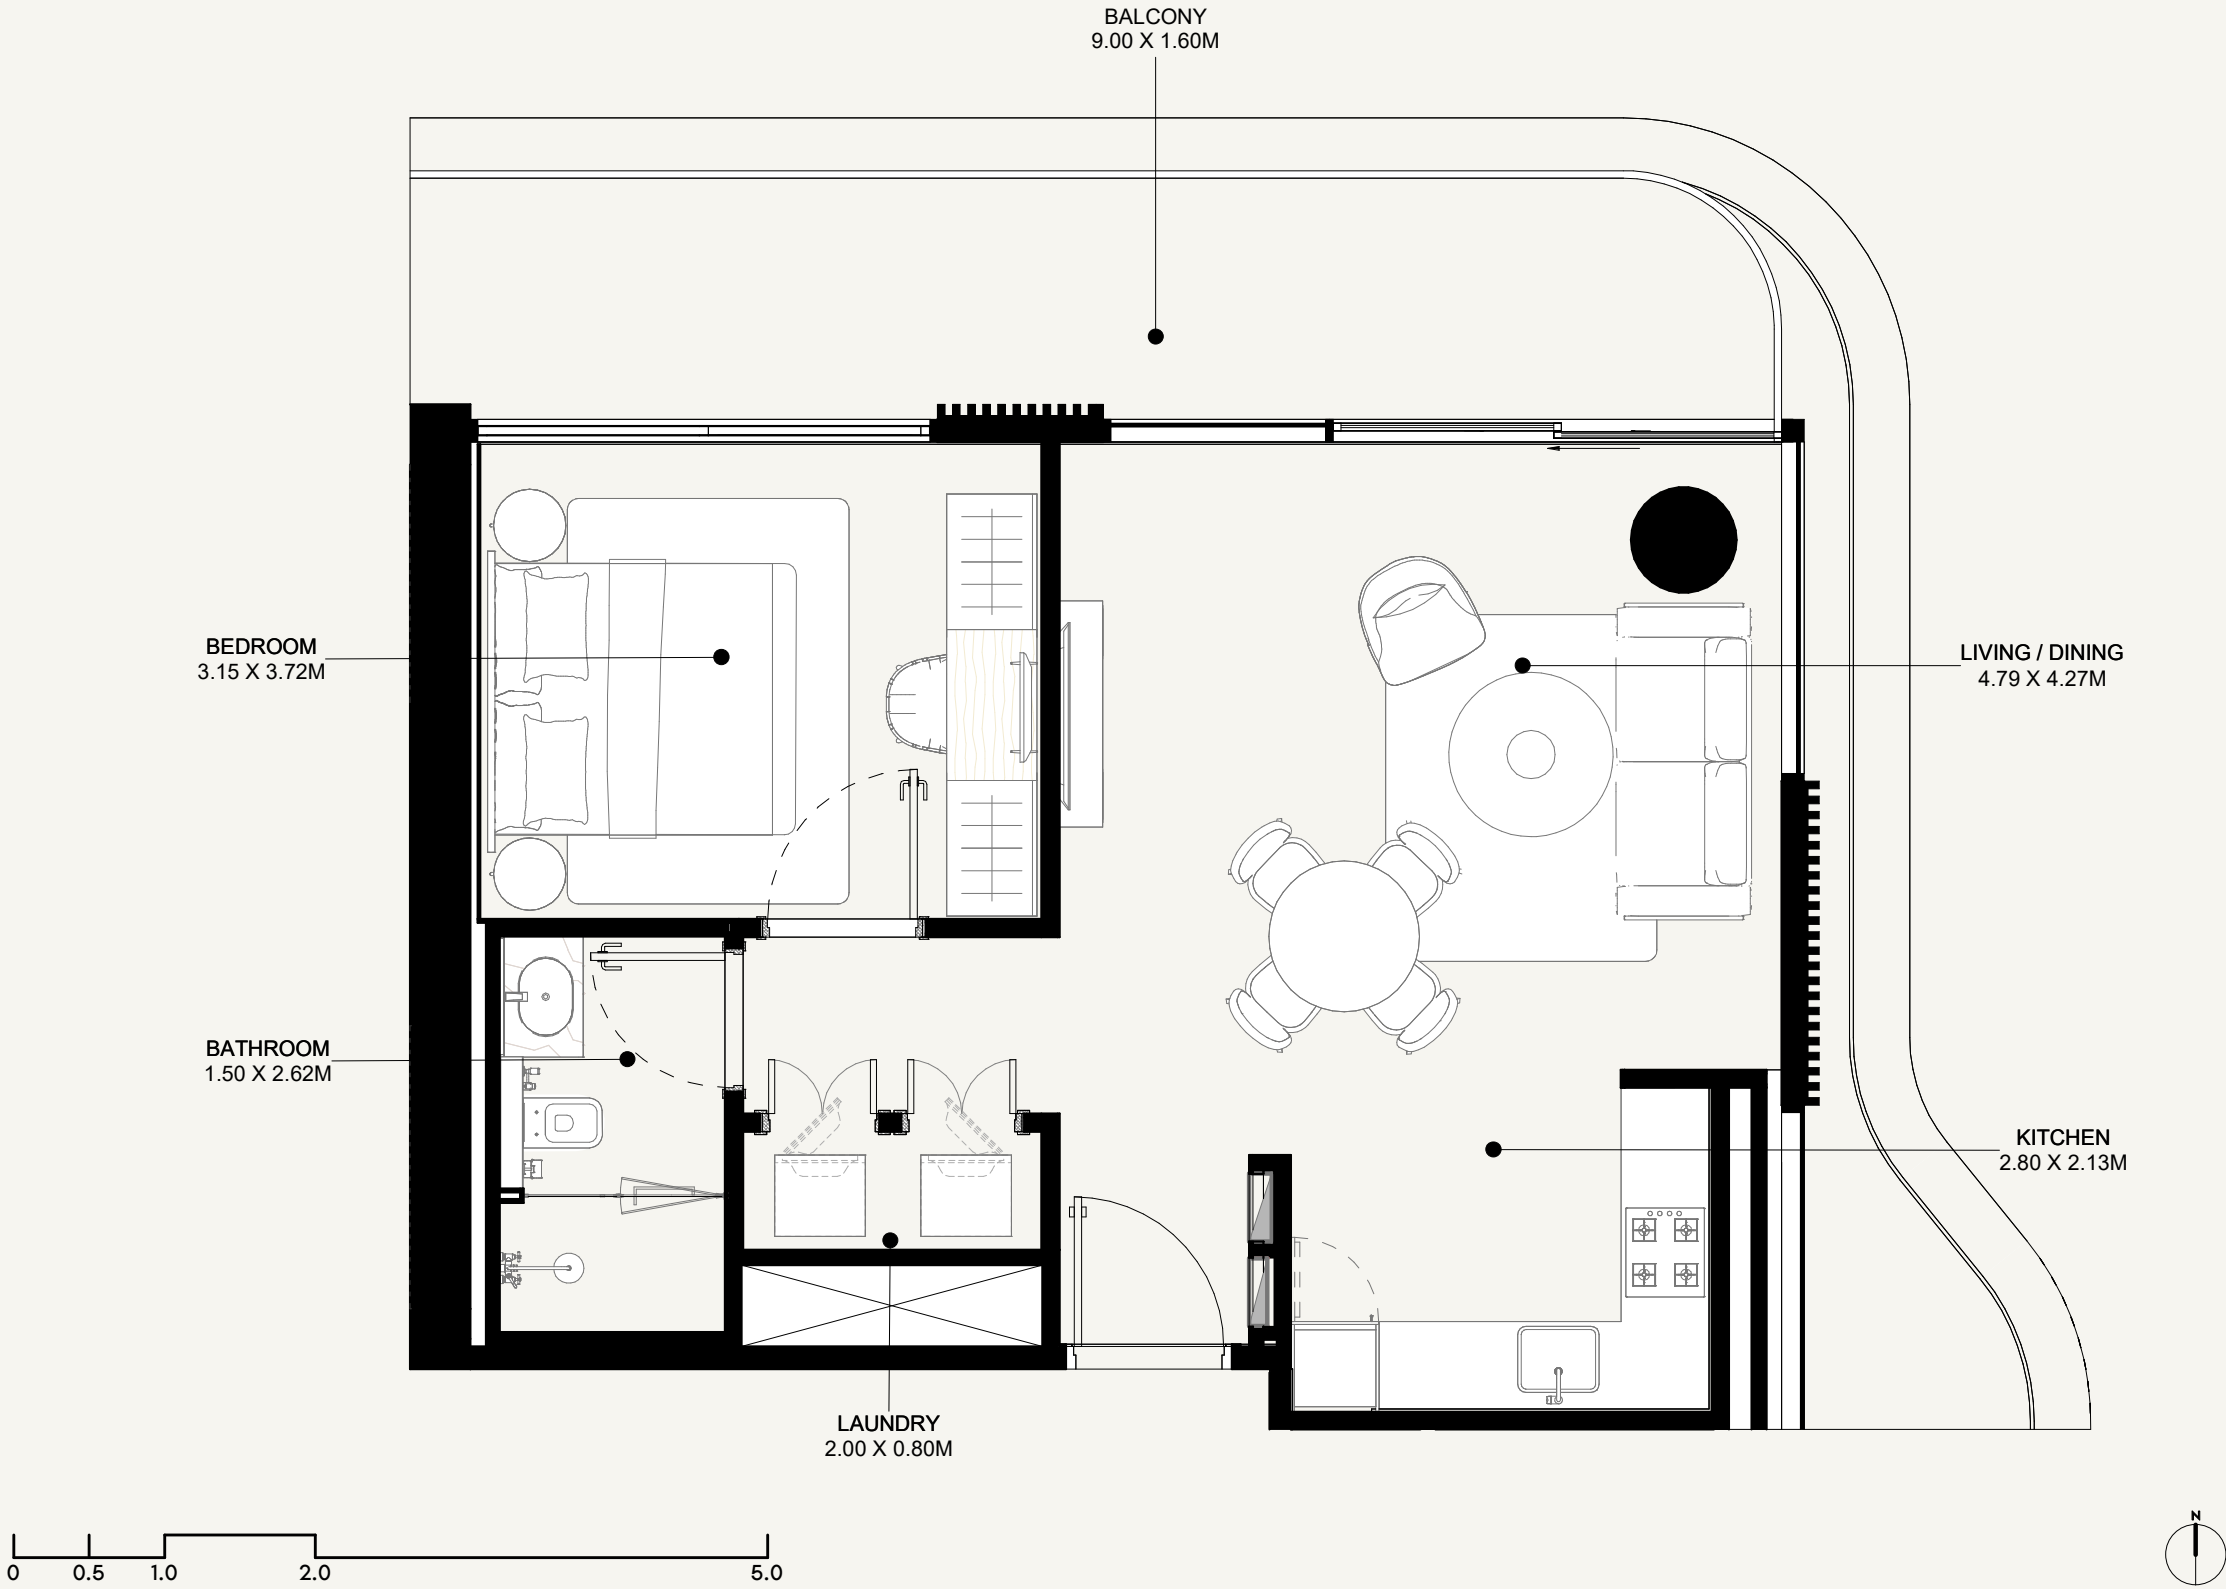 BALCONY
9.00 X 1.60M
BEDROOM
3.15 X 3.72M
LIVING / DINING
4.79 X 4.27M
BATHROOM
1.50 X 2.62M
KITCHEN
2.80 X 2.13M
LAUNDRY
2.00 X 0.80M
0 0.5 1.0 2.0 5.0
N